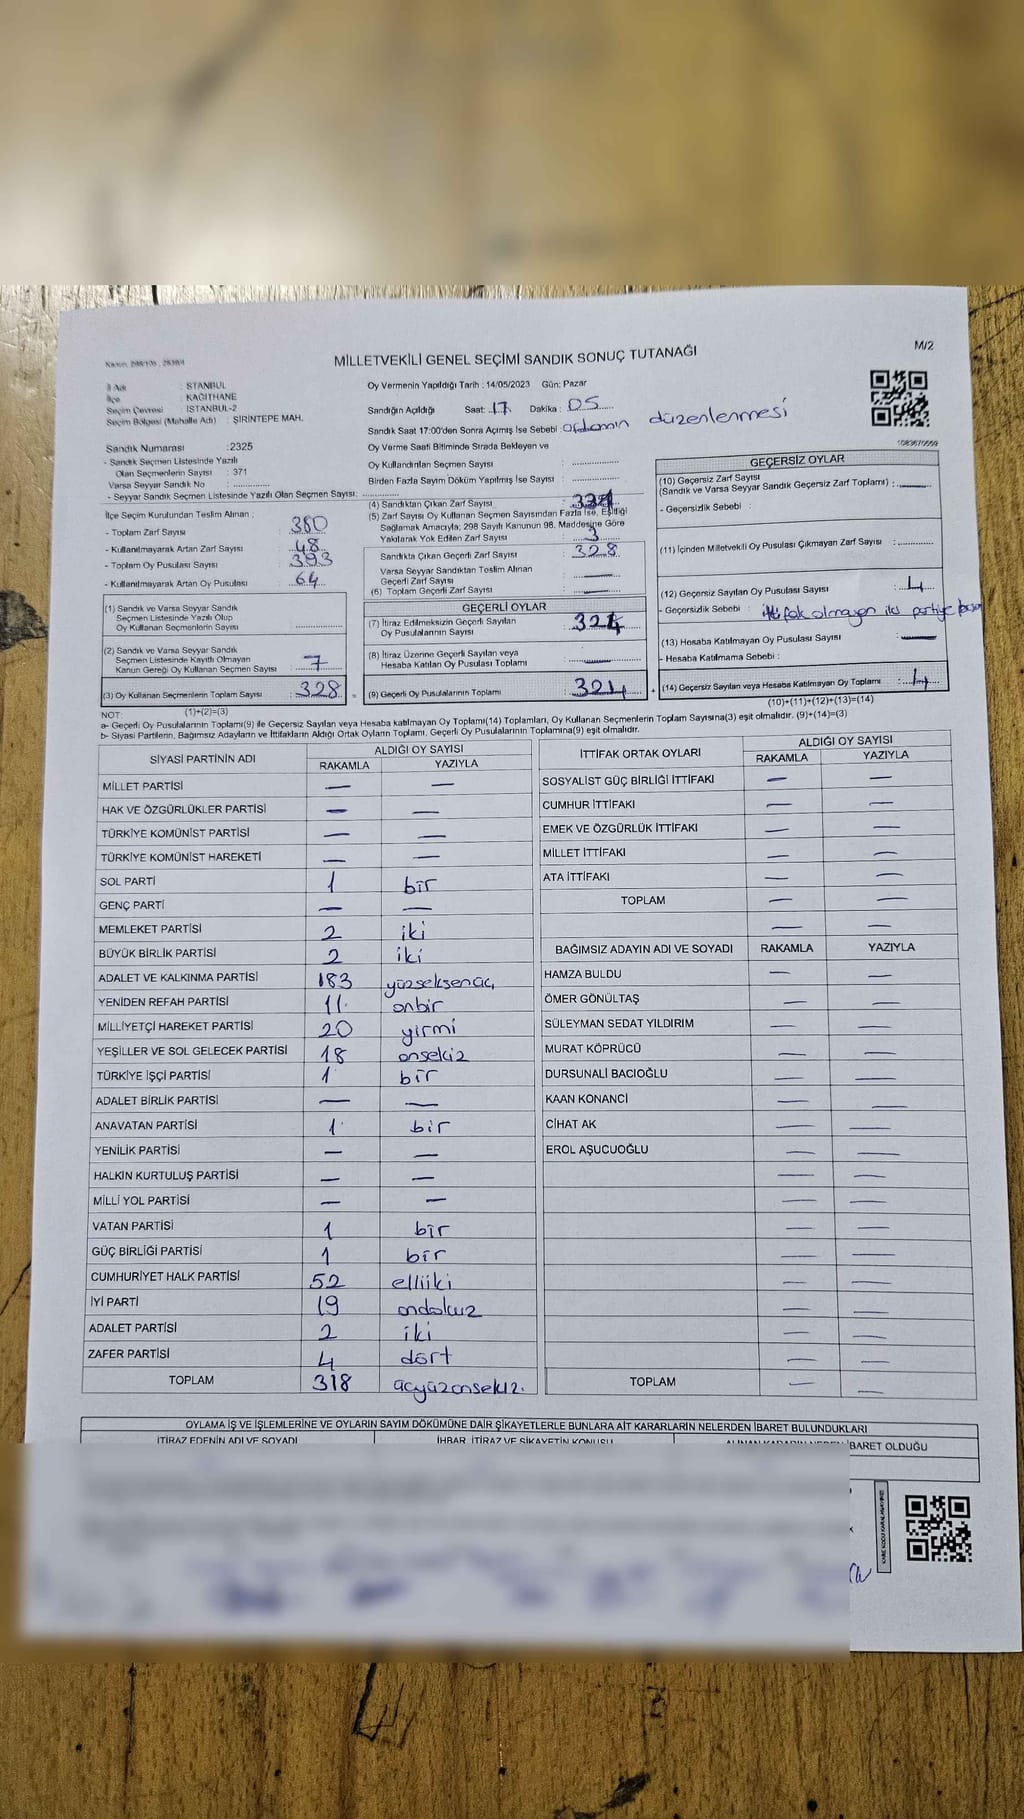 MİLLETVEKİLİ GENEL SEÇİMİ SANDIK SONUÇ TUTANAĞI
M/2
İl Adı : İSTANBUL
İlçe : KAĞITHANE
Seçim Çevresi : İSTANBUL-2
Seçim Bölgesi (Mahalle Adı) : ŞİRİNTEPE MAH.
Oy Vermenin Yapıldığı Tarih : 14/05/2023 Gün: Pazar
Sandığın Açıldığı Saat: 17 Dakika : 05
Sandık Saat 17:00'den Sonra Açılmış İse Sebebi : Ortamın düzenlenmesi
Oy Verme Saati Bitiminde Sırada Bekleyen ve
Oy Kullandırılan Seçmen Sayısı :
Birden Fazla Sayım Döküm Yapılmış İse Sayısı :
Sandık Numarası :2325
- Sandık Seçmen Listesinde Yazılı
Olan Seçmenlerin Sayısı : 371
Varsa Seyyar Sandık No :
- Seyyar Sandık Seçmen Listesinde Yazılı Olan Seçmen Sayısı:
İlçe Seçim Kurulundan Teslim Alınan :
- Toplam Zarf Sayısı : 380
- Kullanılmayarak Artan Zarf Sayısı : 48
- Toplam Oy Pusulası Sayısı : 393
- Kullanılmayarak Artan Oy Pusulası : 64
(1) Sandık ve Varsa Seyyar Sandık
Seçmen Listesinde Yazılı Olup
Oy Kullanan Seçmenlerin Sayısı :
(2) Sandık ve Varsa Seyyar Sandık
Seçmen Listesinde Kayıtlı Olmayan
Kanun Gereği Oy Kullanan Seçmen Sayısı : 7
(3) Oy Kullanan Seçmenlerin Toplam Sayısı : 328
(1)+(2)=(3)
(4) Sandıktan Çıkan Zarf Sayısı :
(5) Zarf Sayısı Oy Kullanan Seçmen Sayısından Fazla İse, Eşitliği
Sağlamak Amacıyla; 298 Sayılı Kanunun 98. Maddesine Göre
Yakılarak Yok Edilen Zarf Sayısı : 3
Sandıkta Çıkan Geçerli Zarf Sayısı : 328
Varsa Seyyar Sandıktan Teslim Alınan
Geçerli Zarf Sayısı : —
(6) Toplam Geçerli Zarf Sayısı : —
GEÇERLİ OYLAR
(7) İtiraz Edilmeksizin Geçerli Sayılan
Oy Pusulalarının Sayısı : 324
(8) İtiraz Üzerine Geçerli Sayılan veya
Hesaba Katılan Oy Pusulası Toplamı : —
= (9) Geçerli Oy Pusulalarının Toplamı : 324
GEÇERSİZ OYLAR
(10) Geçersiz Zarf Sayısı
(Sandık ve Varsa Seyyar Sandık Geçersiz Zarf Toplamı) : —
- Geçersizlik Sebebi :
(11) İçinden Milletvekili Oy Pusulası Çıkmayan Zarf Sayısı :
(12) Geçersiz Sayılan Oy Pusulası Sayısı : 4
- Geçersizlik Sebebi : ittifak olmayan iki partiye
(13) Hesaba Katılmayan Oy Pusulası Sayısı : —
- Hesaba Katılmama Sebebi :
+ (14) Geçersiz Sayılan veya Hesaba Katılmayan Oy Toplamı : 4
(10)+(11)+(12)+(13)=(14)
NOT:
a- Geçerli Oy Pusulalarının Toplamı(9) ile Geçersiz Sayılan veya Hesaba katılmayan Oy Toplamı(14) Toplamları, Oy Kullanan Seçmenlerin Toplam Sayısına(3) eşit olmalıdır. (9)+(14)=(3)
b- Siyasi Partilerin, Bağımsız Adayların ve İttifakların Aldığı Ortak Oyların Toplamı, Geçerli Oy Pusulalarının Toplamına(9) eşit olmalıdır.
SİYASİ PARTİNİN ADI ALDIĞI OY SAYISI
RAKAMLA YAZIYLA
MİLLET PARTİSİ — —
HAK VE ÖZGÜRLÜKLER PARTİSİ — —
TÜRKİYE KOMÜNİST PARTİSİ — —
TÜRKİYE KOMÜNİST HAREKETİ — —
SOL PARTİ 1 bir
GENÇ PARTİ — —
MEMLEKET PARTİSİ 2 iki
BÜYÜK BİRLİK PARTİSİ 2 iki
ADALET VE KALKINMA PARTİSİ 183 yüzseksenüç
YENİDEN REFAH PARTİSİ 11 onbir
MİLLİYETÇİ HAREKET PARTİSİ 20 yirmi
YEŞİLLER VE SOL GELECEK PARTİSİ 18 onsekiz
TÜRKİYE İŞÇİ PARTİSİ 1 bir
ADALET BİRLİK PARTİSİ — —
ANAVATAN PARTİSİ 1 bir
YENİLİK PARTİSİ — —
HALKIN KURTULUŞ PARTİSİ — —
MİLLİ YOL PARTİSİ — —
VATAN PARTİSİ 1 bir
GÜÇ BİRLİĞİ PARTİSİ 1 bir
CUMHURİYET HALK PARTİSİ 52 elliiki
İYİ PARTİ 19 ondokuz
ADALET PARTİSİ 2 iki
ZAFER PARTİSİ 4 dört
TOPLAM 318 üçyüzonsekiz.
İTTİFAK ORTAK OYLARI ALDIĞI OY SAYISI
RAKAMLA YAZIYLA
SOSYALİST GÜÇ BİRLİĞİ İTTİFAKI — —
CUMHUR İTTİFAKI — —
EMEK VE ÖZGÜRLÜK İTTİFAKI — —
MİLLET İTTİFAKI — —
ATA İTTİFAKI — —
TOPLAM — —
BAĞIMSIZ ADAYIN ADI VE SOYADI RAKAMLA YAZIYLA
HAMZA BULDU — —
ÖMER GÖNÜLTAŞ — —
SÜLEYMAN SEDAT YILDIRIM — —
MURAT KÖPRÜCÜ — —
DURSUNALİ BACIOĞLU — —
KAAN KONANCİ — —
CİHAT AK — —
EROL AŞUCUOĞLU — —
TOPLAM — —
OYLAMA İŞ VE İŞLEMLERİNE VE OYLARIN SAYIM DÖKÜMÜNE DAİR ŞİKAYETLERLE BUNLARA AİT KARARLARIN NELERDEN İBARET BULUNDUKLARI
İTİRAZ EDENİN ADI VE SOYADI İHBAR, İTİRAZ VE ŞİKAYETİN KONUSU İBARET OLDUĞU